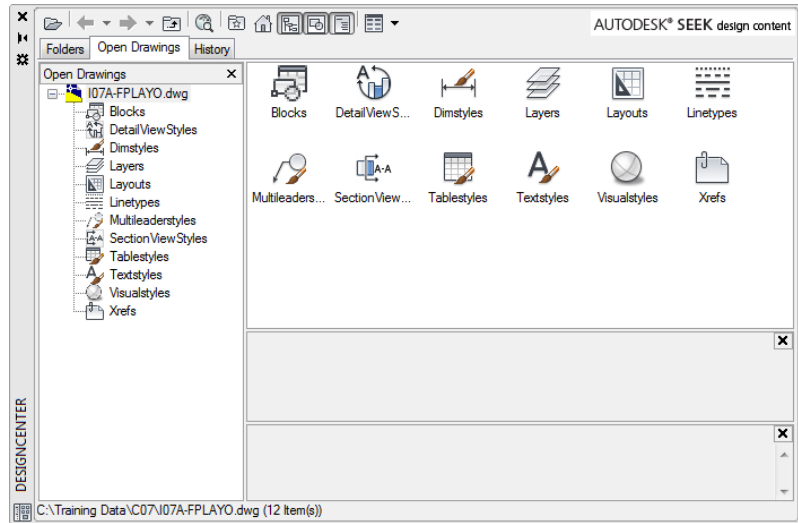 AUTODESK® SEEK design content
Folders Open Drawings History
Open Drawings
I07A-FPLAYO.dwg
Blocks
DetailViewStyles
Dimstyles
Layers
Layouts
Linetypes
Multileaderstyles
SectionViewStyles
Tablestyles
Textstyles
Visualstyles
Xrefs
Blocks DetailViewS... Dimstyles Layers Layouts Linetypes
Multileaders... SectionView... Tablestyles Textstyles Visualstyles Xrefs
DESIGNCENTER
C:\Training Data\C07\I07A-FPLAYO.dwg (12 Item(s))